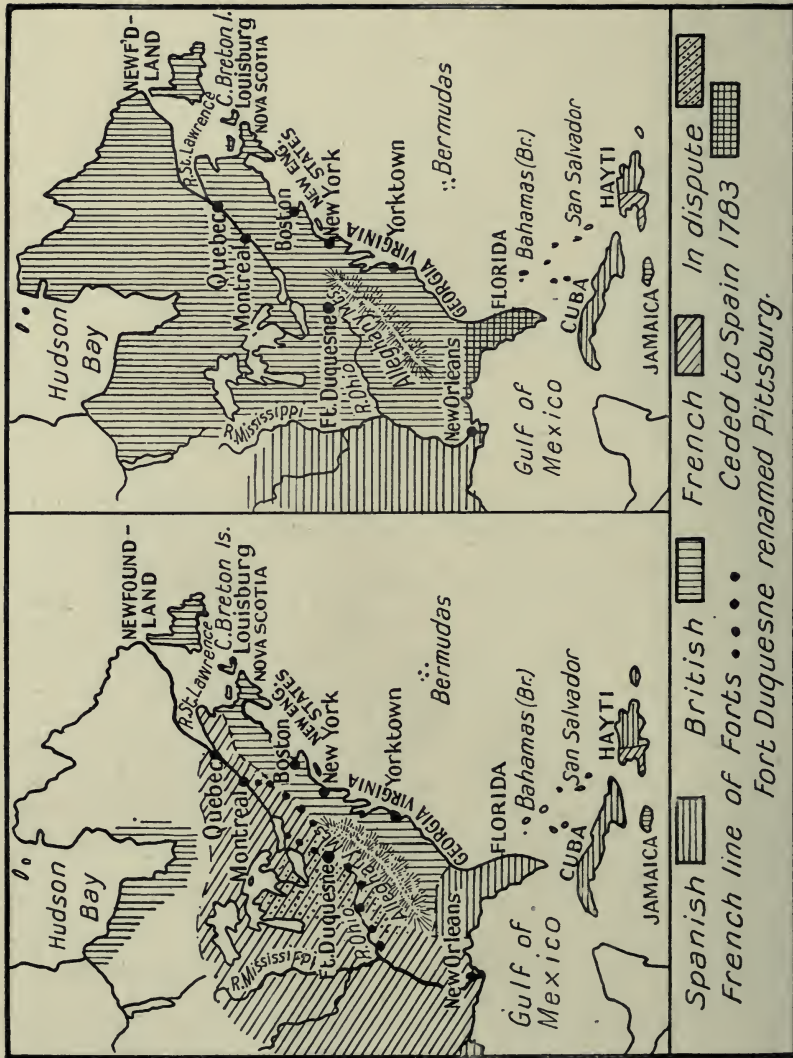 NEWFOUND-
LAND
Hudson
Bay
R.St.Lawrence
C.Breton Is.
Louisburg
NOVA SCOTIA
Quebec
Montreal
Boston
NEW ENG.
STATES
New York
R.Mississippi
Ft.Duquesne
R.Ohio
Alleghany Mts.
Yorktown
VIRGINIA
GEORGIA
Bermudas
New Orleans
FLORIDA
Gulf of
Mexico
Bahamas (Br.)
San Salvador
CUBA
HAYTI
JAMAICA
NEWF'D-
LAND
Hudson
Bay
R.St.Lawrence
C.Breton I.
Louisburg
NOVA SCOTIA
Quebec
Montreal
Boston
NEW ENG.
STATES
New York
R.Mississippi
Ft. Duquesne
R.Ohio
Alleghany Mts.
Yorktown
VIRGINIA
GEORGIA
Bermudas
New Orleans
FLORIDA
Gulf of
Mexico
Bahamas (Br.)
San Salvador
CUBA
HAYTI
JAMAICA
Spanish British French In dispute
French line of Forts •••• Ceded to Spain 1783
Fort Duquesne renamed Pittsburg.